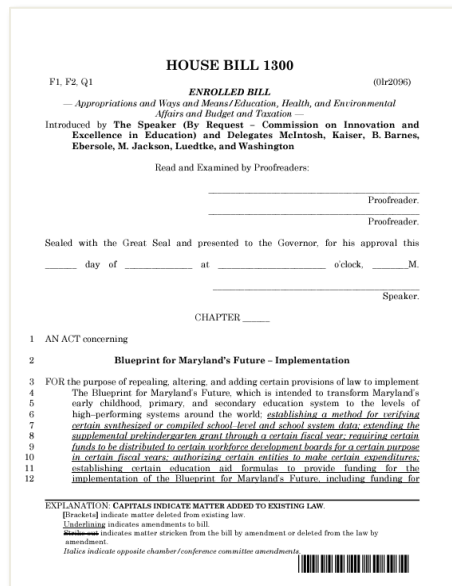 HOUSE BILL 1300
F1, F2, Q1 (0lr2096)
ENROLLED BILL
— Appropriations and Ways and Means/Education, Health, and Environmental
Affairs and Budget and Taxation —
Introduced by The Speaker (By Request – Commission on Innovation and
Excellence in Education) and Delegates McIntosh, Kaiser, B. Barnes,
Ebersole, M. Jackson, Luedtke, and Washington
Read and Examined by Proofreaders:
Proofreader.
Proofreader.
Sealed with the Great Seal and presented to the Governor, for his approval this
_______ day of _______________ at ________________________ o'clock, ________M.
Speaker.
CHAPTER ______
1 AN ACT concerning
2 Blueprint for Maryland's Future – Implementation
3 FOR the purpose of repealing, altering, and adding certain provisions of law to implement
4 The Blueprint for Maryland's Future, which is intended to transform Maryland's
5 early childhood, primary, and secondary education system to the levels of
6 high–performing systems around the world; establishing a method for verifying
7 certain synthesized or compiled school–level and school system data; extending the
8 supplemental prekindergarten grant through a certain fiscal year; requiring certain
9 funds to be distributed to certain workforce development boards for a certain purpose
10 in certain fiscal years; authorizing certain entities to make certain expenditures;
11 establishing certain education aid formulas to provide funding for the
12 implementation of the Blueprint for Maryland's Future, including funding for
EXPLANATION: CAPITALS INDICATE MATTER ADDED TO EXISTING LAW.
[Brackets] indicate matter deleted from existing law.
Underlining indicates amendments to bill.
Strike out indicates matter stricken from the bill by amendment or deleted from the law by
amendment.
Italics indicate opposite chamber/conference committee amendments.